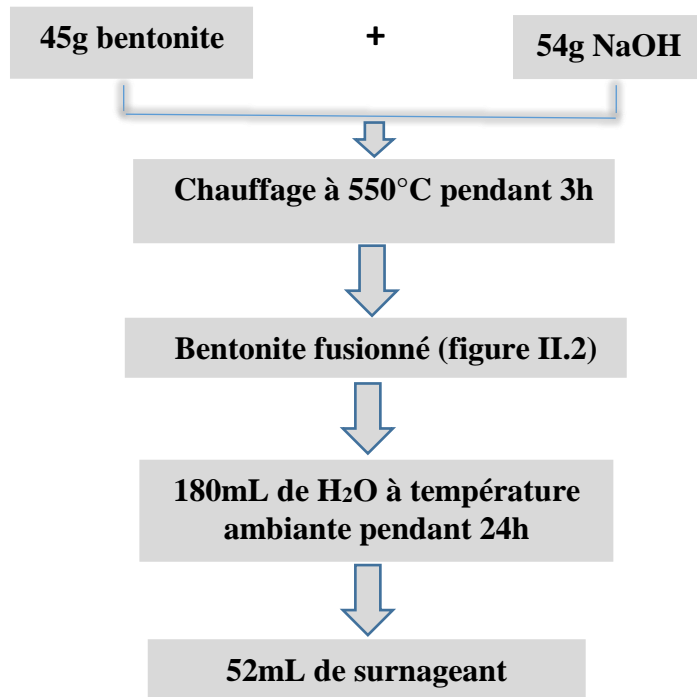 45g bentonite + 54g NaOH
Chauffage à 550°C pendant 3h
Bentonite fusionné (figure II.2)
180mL de H₂O à température
ambiante pendant 24h
52mL de surnageant